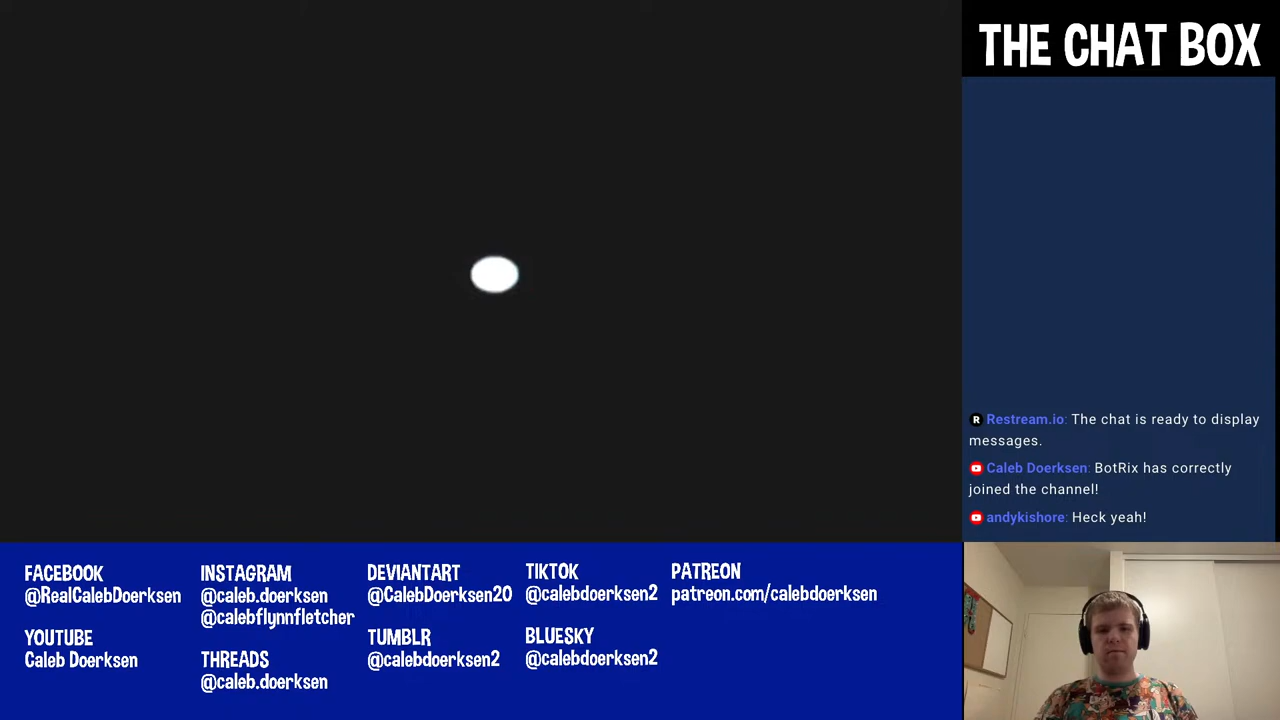 THE CHAT BOX
Restream.io: The chat is ready to display
messages.
Caleb Doerksen: BotRix has correctly
joined the channel!
andykishore: Heck yeah!
FACEBOOK
@RealCalebDoerksen
YOUTUBE
Caleb Doerksen
INSTAGRAM
@caleb.doerksen
@calebflynnfletcher
THREADS
@caleb.doerksen
DEVIANTART
@CalebDoerksen20
TUMBLR
@calebdoerksen2
TIKTOK
@calebdoerksen2
BLUESKY
@calebdoerksen2
PATREON
patreon.com/calebdoerksen